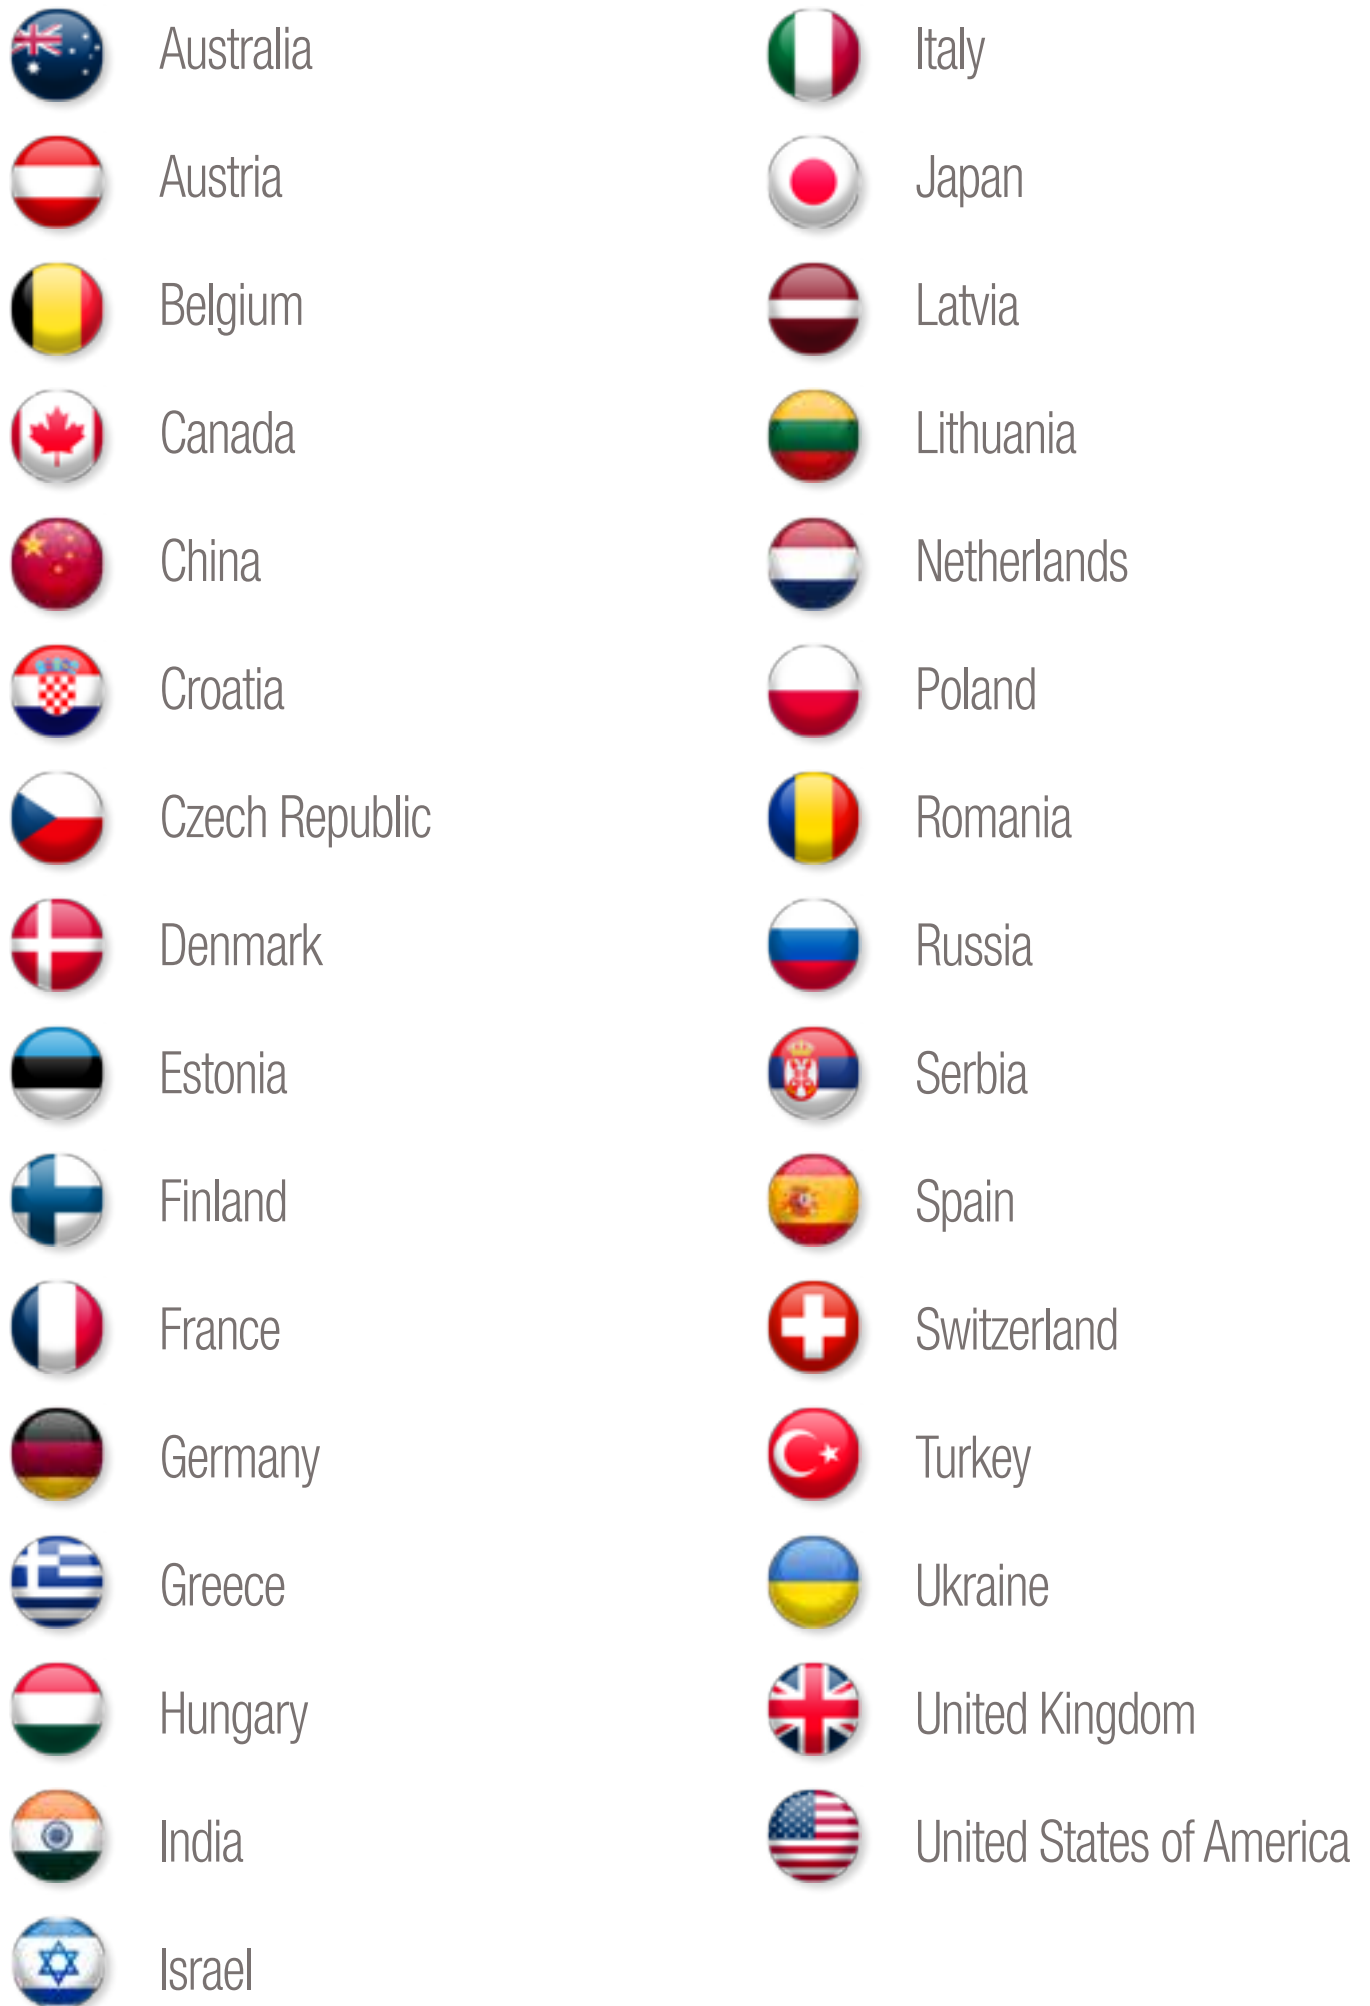 Australia
Austria
Belgium
Canada
China
Croatia
Czech Republic
Denmark
Estonia
Finland
France
Germany
Greece
Hungary
India
Israel
Italy
Japan
Latvia
Lithuania
Netherlands
Poland
Romania
Russia
Serbia
Spain
Switzerland
Turkey
Ukraine
United Kingdom
United States of America